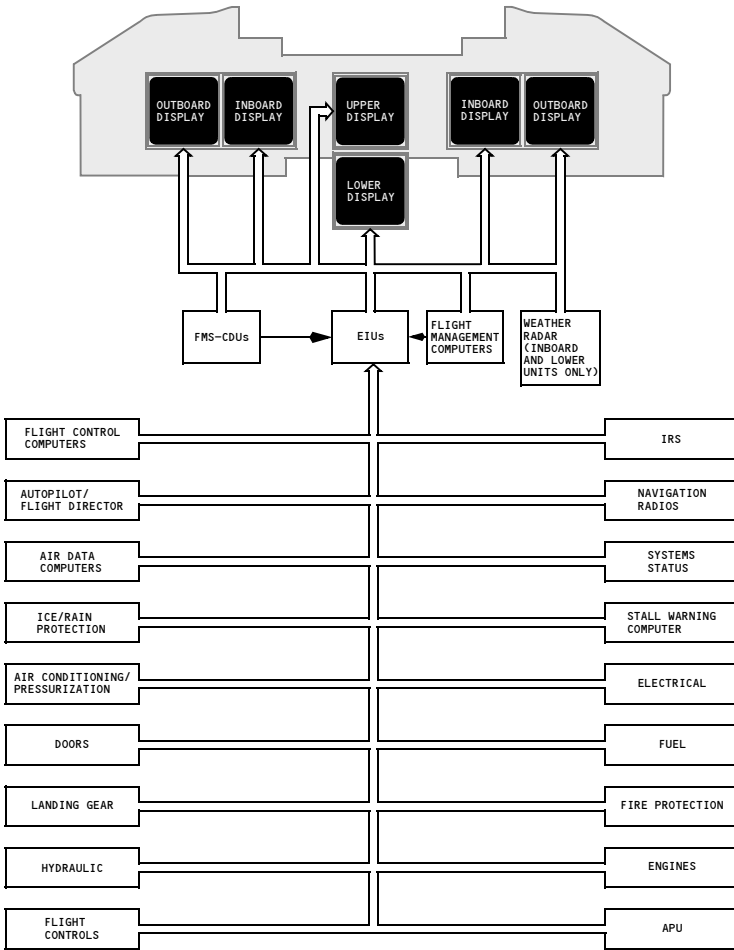 OUTBOARD
DISPLAY
INBOARD
DISPLAY
UPPER
DISPLAY
INBOARD
DISPLAY
OUTBOARD
DISPLAY
LOWER
DISPLAY
FMS-CDUs
EIUs
FLIGHT
MANAGEMENT
COMPUTERS
WEATHER
RADAR
(INBOARD
AND LOWER
UNITS ONLY)
FLIGHT CONTROL
COMPUTERS
IRS
AUTOPILOT/
FLIGHT DIRECTOR
NAVIGATION
RADIOS
AIR DATA
COMPUTERS
SYSTEMS
STATUS
ICE/RAIN
PROTECTION
STALL WARNING
COMPUTER
AIR CONDITIONING/
PRESSURIZATION
ELECTRICAL
DOORS
FUEL
LANDING GEAR
FIRE PROTECTION
HYDRAULIC
ENGINES
FLIGHT
CONTROLS
APU